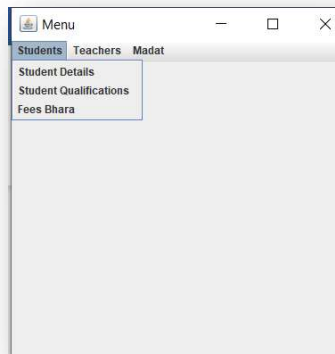 Menu
Students Teachers Madat
Student Details
Student Qualifications
Fees Bhara